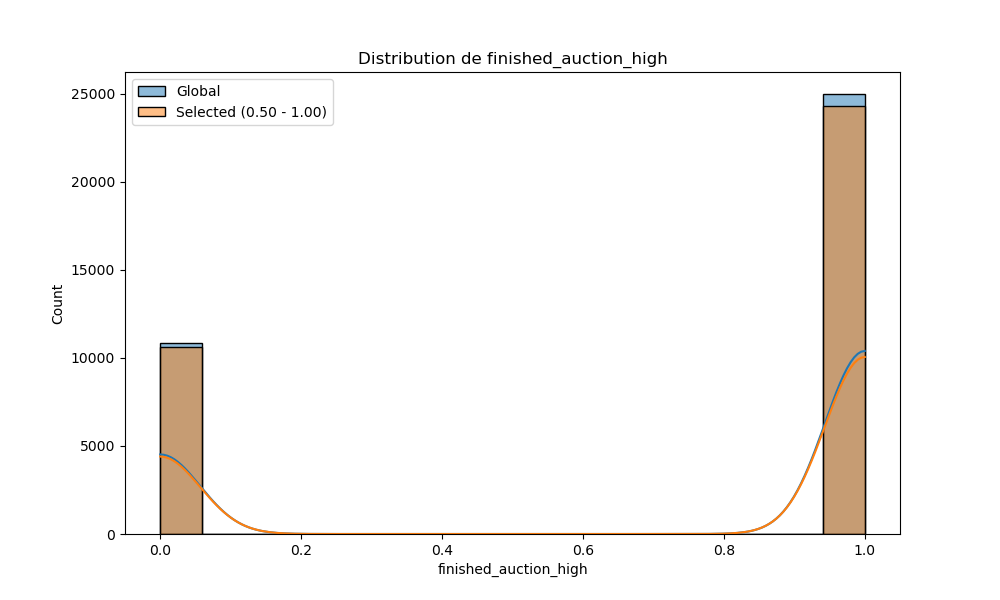 Distribution de finished_auction_high
Global
Selected (0.50 - 1.00)
25000
20000
15000
10000
5000
0
Count
0.0 0.2 0.4 0.6 0.8 1.0
finished_auction_high